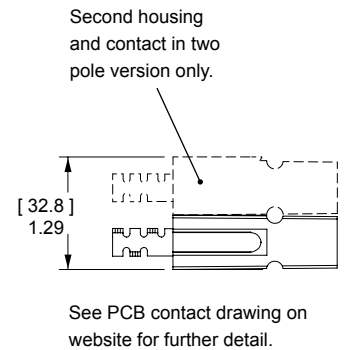 Second housing
and contact in two
pole version only.
[ 32.8 ]
1.29
See PCB contact drawing on
website for further detail.